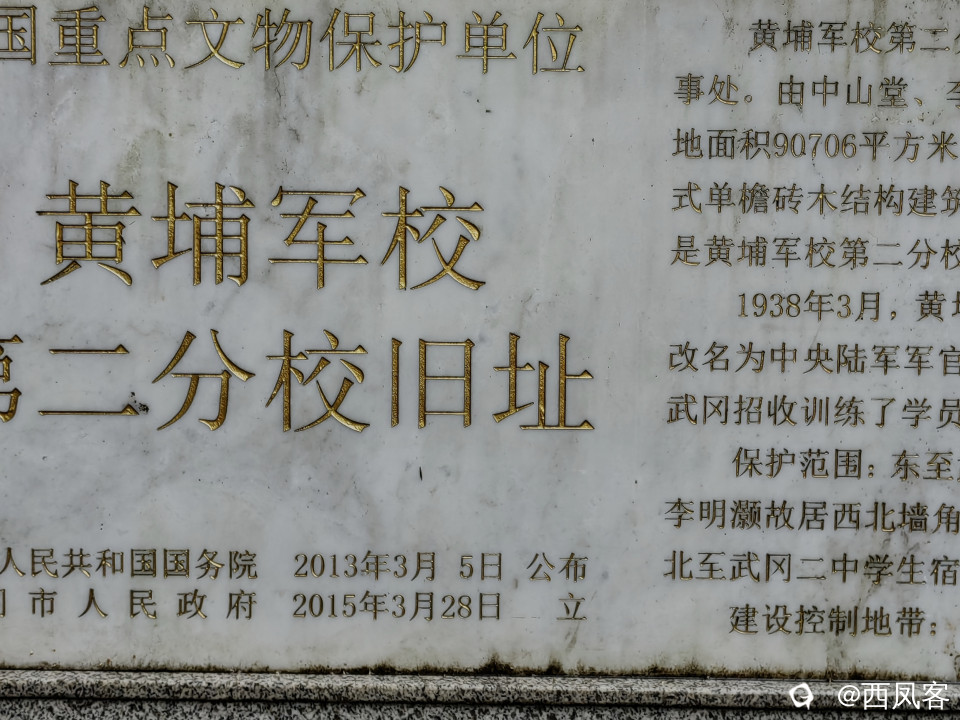 国重点文物保护单位
黄埔军校
第二分校旧址
人民共和国国务院 2013年3月 5日 公布
市人民政府 2015年3月28日 立
黄埔军校第二
事处。由中山堂、李
地面积90706平方米
式单檐砖木结构建筑
是黄埔军校第二分校
1938年3月，黄埔
改名为中央陆军军官
武冈招收训练了学员
保护范围：东至
李明灏故居西北墙角
北至武冈二中学生宿
建设控制地带：
@西凤客